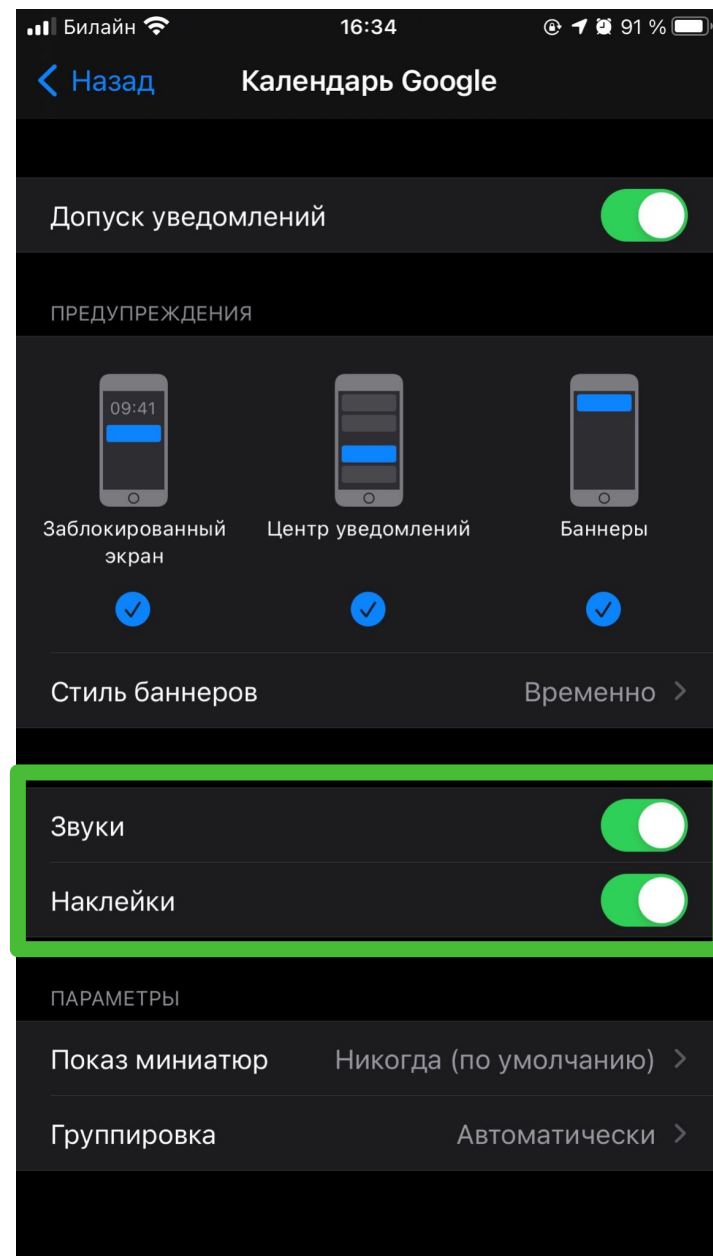 Билайн 16:34 91 %
Назад Календарь Google
Допуск уведомлений
ПРЕДУПРЕЖДЕНИЯ
09:41
Заблокированный экран
Центр уведомлений
Баннеры
Стиль баннеров Временно
Звуки
Наклейки
ПАРАМЕТРЫ
Показ миниатюр Никогда (по умолчанию)
Группировка Автоматически